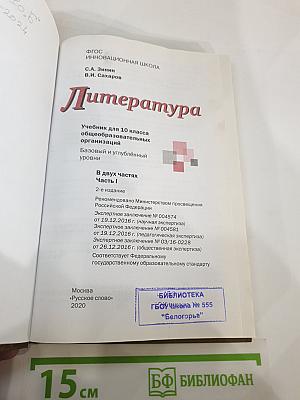 ФГОС
ИННОВАЦИОННАЯ ШКОЛА
С.А. Зинин
В.И. Сахаров
Литература
Учебник для 10 класса
общеобразовательных
организаций
Базовый и углублённый
уровни
В двух частях
Часть I
2-е издание
Рекомендовано Министерством просвещения
Российской Федерации
Экспертное заключение № 004574
от 19.12.2016 г. (научная экспертиза)
Экспертное заключение № 004581
от 19.12.2016 г. (педагогическая экспертиза)
Экспертное заключение № 03/16-0228
от 26.12.2016 г. (общественная экспертиза)
Соответствует Федеральному
государственному образовательному стандарту
Москва
«Русское слово»
2020
БИБЛИОТЕКА
ГБОУ школа № 555
"Белогорье"
15 см
БФ БИБЛИОФАН